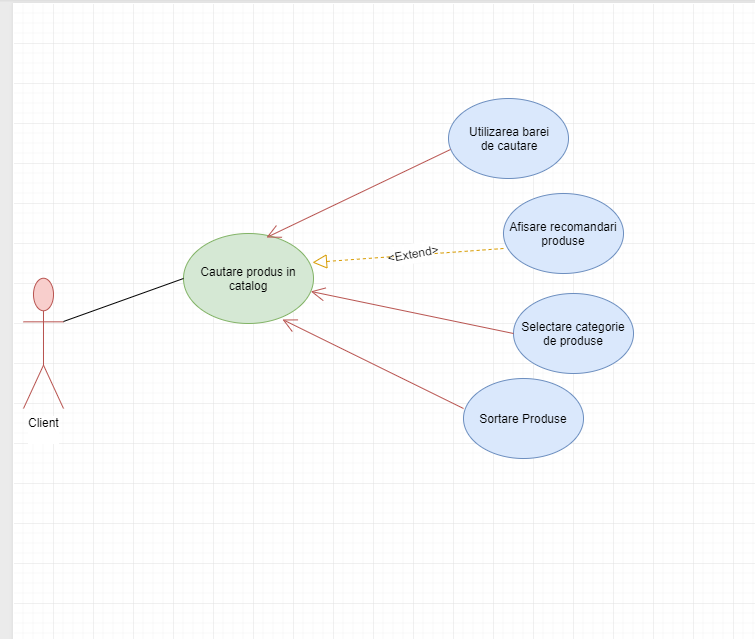 Utilizarea barei
de cautare
Afisare recomandari
produse
<Extend>
Cautare produs in
catalog
Selectare categorie
de produse
Sortare Produse
Client